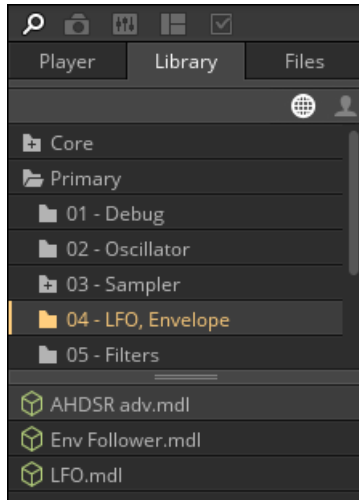 Player Library Files
Core
Primary
01 - Debug
02 - Oscillator
03 - Sampler
04 - LFO, Envelope
05 - Filters
AHDSR adv.mdl
Env Follower.mdl
LFO.mdl